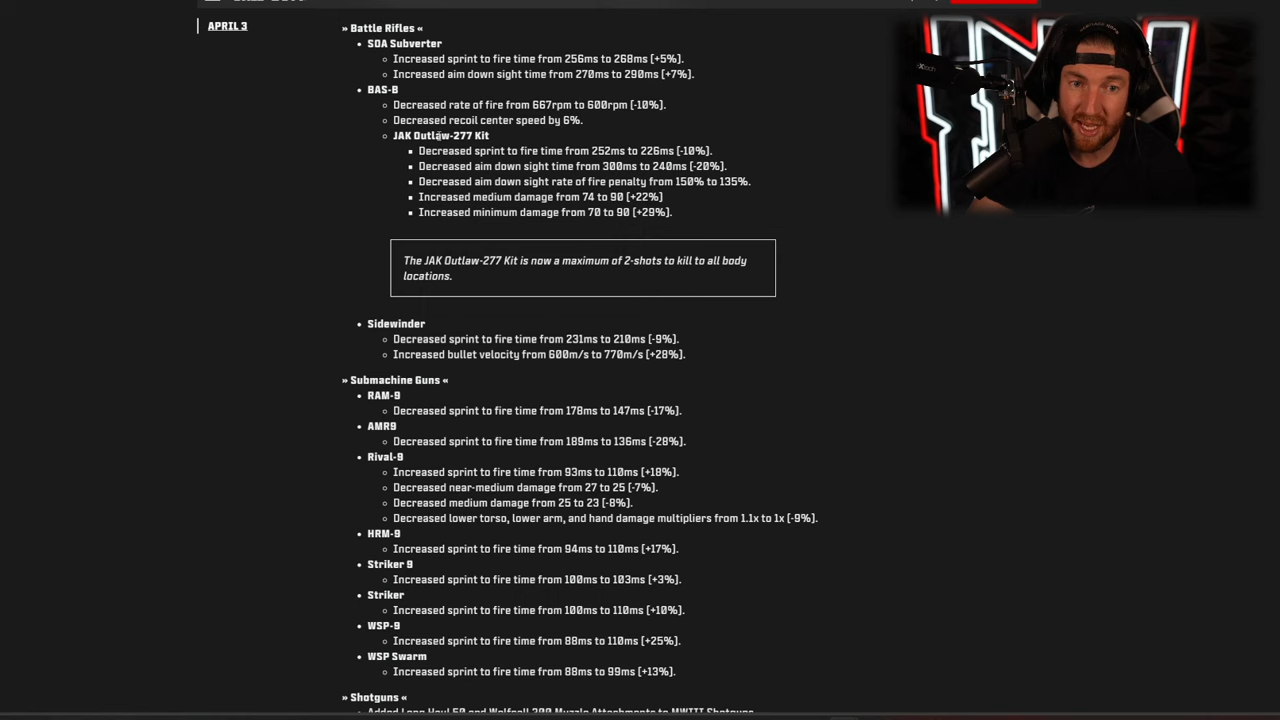 APRIL 3
» Battle Rifles «
SOA Subverter
Increased sprint to fire time from 256ms to 268ms [+5%].
Increased aim down sight time from 270ms to 290ms [+7%].
BAS-B
Decreased rate of fire from 667rpm to 600rpm [-10%].
Decreased recoil center speed by 6%.
JAK Outlaw-277 Kit
Decreased sprint to fire time from 252ms to 226ms [-10%].
Decreased aim down sight time from 300ms to 240ms [-20%].
Decreased aim down sight rate of fire penalty from 150% to 135%.
Increased medium damage from 74 to 90 [+22%]
Increased minimum damage from 70 to 90 [+29%].
The JAK Outlaw-277 Kit is now a maximum of 2-shots to kill to all body
locations.
Sidewinder
Decreased sprint to fire time from 231ms to 210ms [-9%].
Increased bullet velocity from 600m/s to 770m/s [+28%].
» Submachine Guns «
RAM-9
Decreased sprint to fire time from 178ms to 147ms [-17%].
AMR9
Decreased sprint to fire time from 189ms to 136ms [-28%].
Rival-9
Increased sprint to fire time from 93ms to 110ms [+18%].
Decreased near-medium damage from 27 to 25 [-7%].
Decreased medium damage from 25 to 23 [-8%].
Decreased lower torso, lower arm, and hand damage multipliers from 1.1x to 1x [-9%].
HRM-9
Increased sprint to fire time from 94ms to 110ms [+17%].
Striker 9
Increased sprint to fire time from 100ms to 103ms [+3%].
Striker
Increased sprint to fire time from 100ms to 110ms [+10%].
WSP-9
Increased sprint to fire time from 88ms to 110ms [+25%].
WSP Swarm
Increased sprint to fire time from 88ms to 99ms [+13%].
» Shotguns «
Muzzle Attachments to MWIII Shotguns